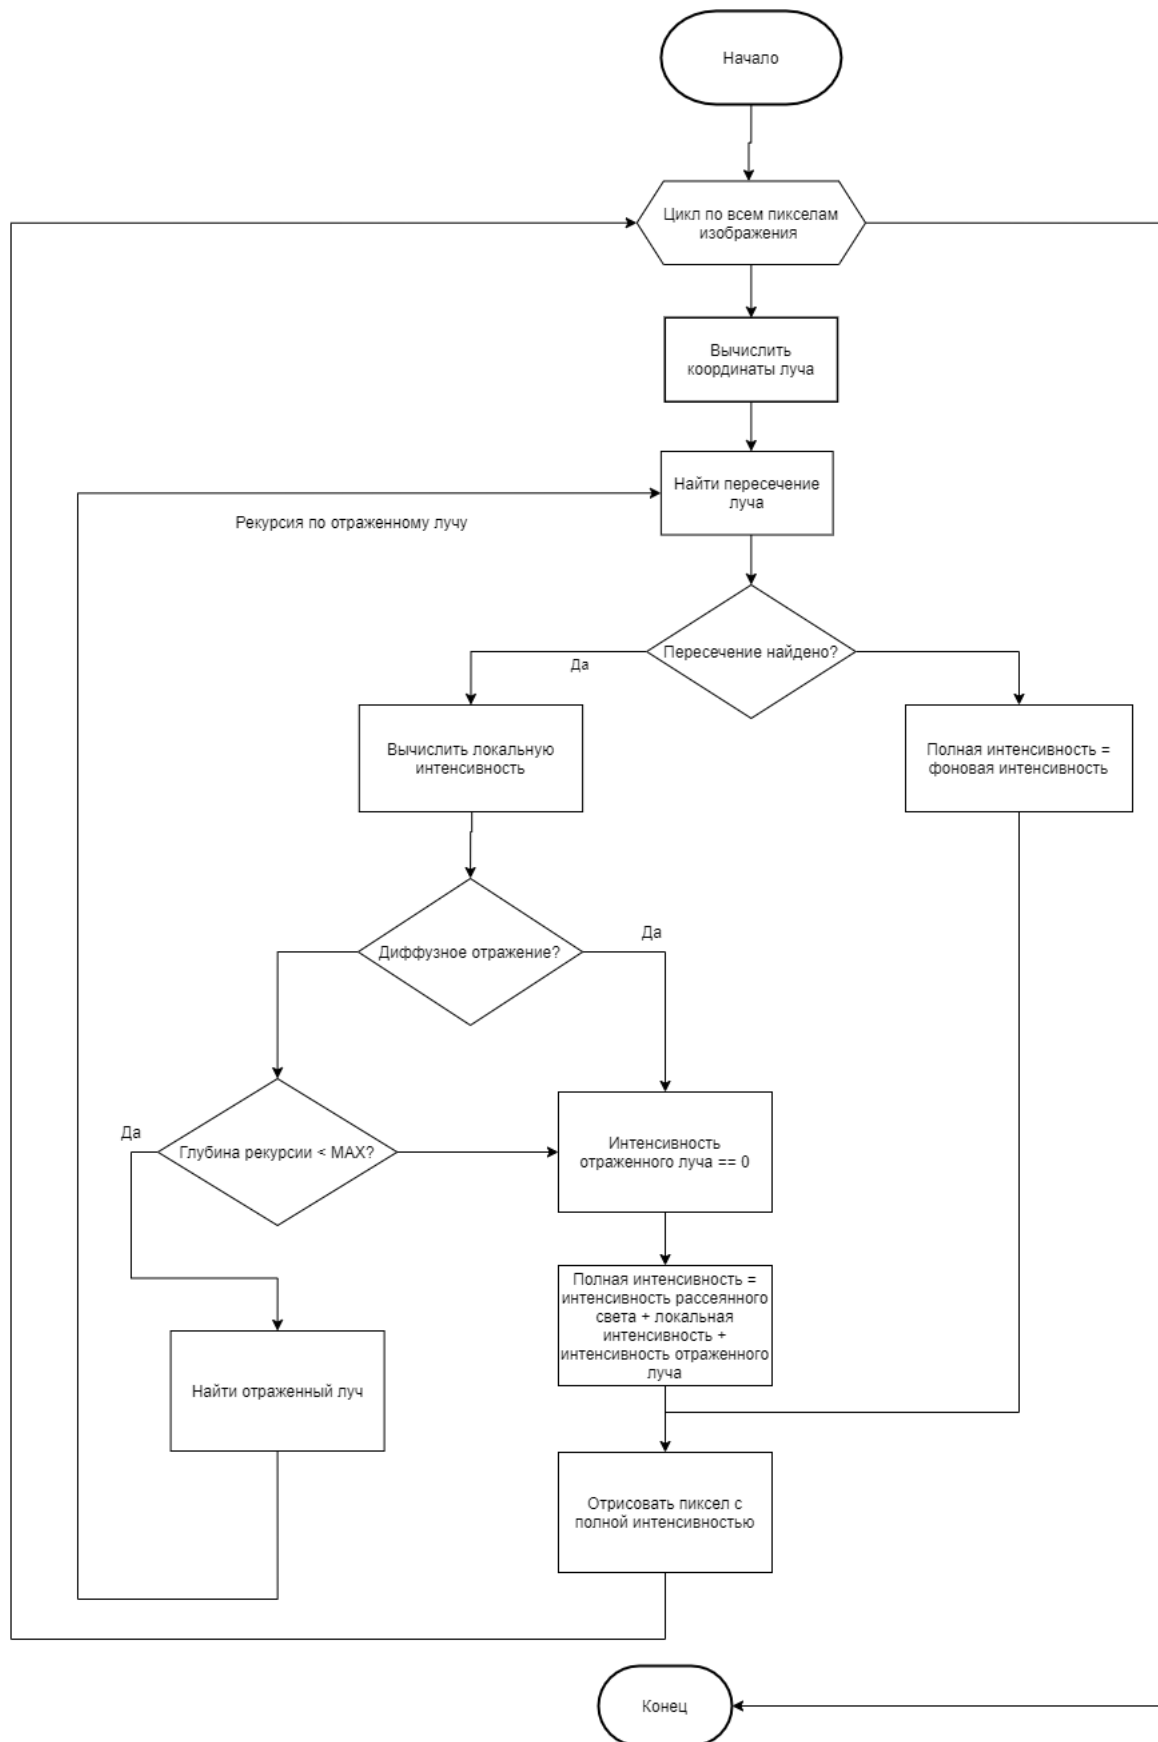 Начало
Цикл по всем пикселам
изображения
Вычислить
координаты луча
Найти пересечение
луча
Рекурсия по отраженному лучу
Пересечение найдено?
Да
Вычислить локальную
интенсивность
Полная интенсивность =
фоновая интенсивность
Диффузное отражение?
Да
Глубина рекурсии < MAX?
Да
Интенсивность
отраженного луча == 0
Полная интенсивность =
интенсивность рассеянного
света + локальная
интенсивность +
интенсивность отраженного
луча
Найти отраженный луч
Отрисовать пиксел с
полной интенсивностью
Конец